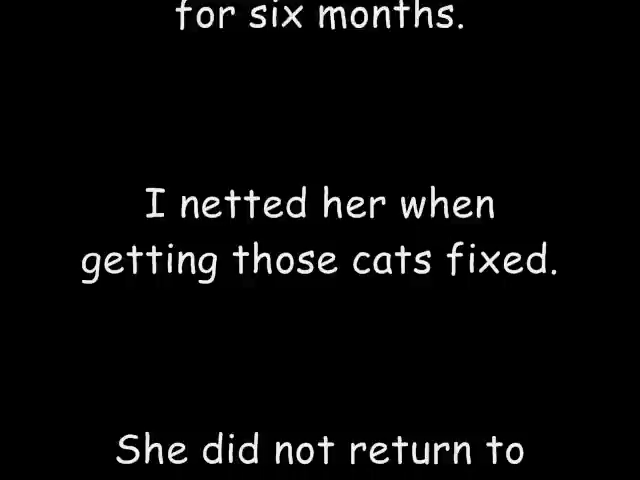 for six months.
I netted her when
getting those cats fixed.
She did not return to